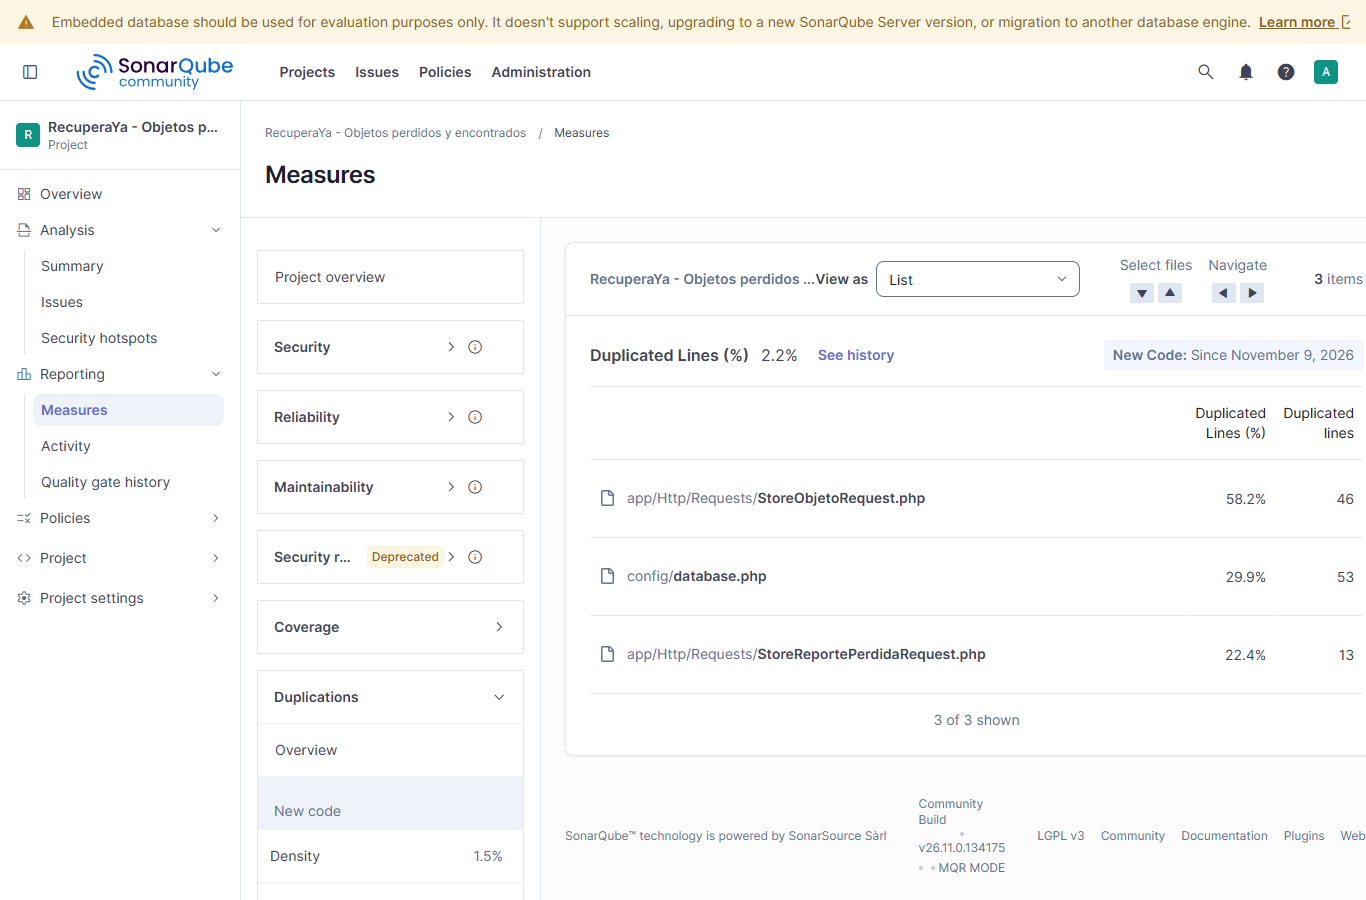 Embedded database should be used for evaluation purposes only. It doesn't support scaling, upgrading to a new SonarQube Server version, or migration to another database engine. Learn more
SonarQube community
Projects Issues Policies Administration
A
R
RecuperaYa - Objetos p...
Project
Overview
Analysis
Summary
Issues
Security hotspots
Reporting
Measures
Activity
Quality gate history
Policies
Project
Project settings
RecuperaYa - Objetos perdidos y encontrados / Measures
Measures
Project overview
Security
Reliability
Maintainability
Security r... Deprecated
Coverage
Duplications
Overview
New code
Density 1.5%
RecuperaYa - Objetos perdidos ... View as List
Select files Navigate
3 items
Duplicated Lines (%) 2.2% See history
New Code: Since November 9, 2026
Duplicated Lines (%) Duplicated lines
app/Http/Requests/StoreObjetoRequest.php 58.2% 46
config/database.php 29.9% 53
app/Http/Requests/StoreReportePerdidaRequest.php 22.4% 13
3 of 3 shown
SonarQube™ technology is powered by SonarSource Sàrl
Community Build
v26.11.0.134175
MQR MODE
LGPL v3 Community Documentation Plugins Web